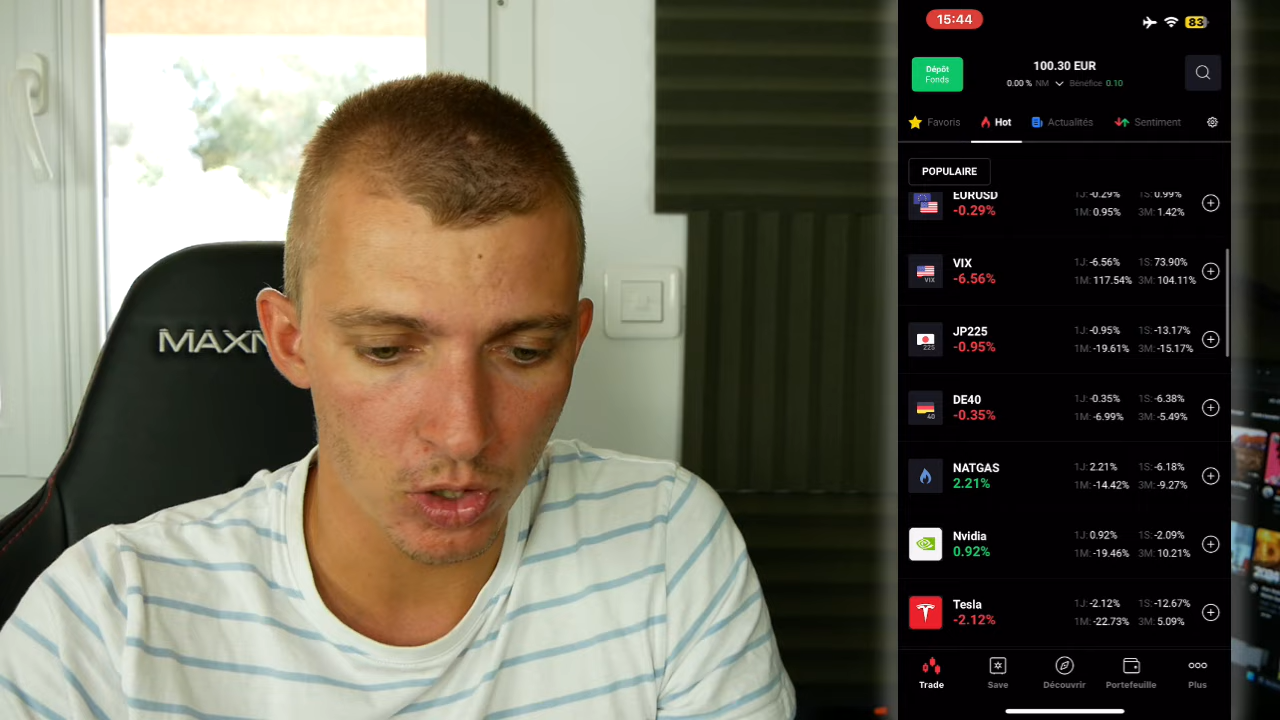 MAXN
15:44
83
Dépôt
Fonds
100.30 EUR
0.00 % NM Bénéfice 0.10
Favoris Hot Actualités Sentiment
POPULAIRE
EURUSD 1J: -0.29% 1S: 0.99%
-0.29% 1M: 0.95% 3M: 1.42%
VIX 1J: -6.56% 1S: 73.90%
-6.56% 1M: 117.54% 3M: 104.11%
VIX
JP225 1J: -0.95% 1S: -13.17%
-0.95% 1M: -19.61% 3M: -15.17%
225
DE40 1J: -0.35% 1S: -6.38%
-0.35% 1M: -6.99% 3M: -5.49%
40
NATGAS 1J: 2.21% 1S: -6.18%
2.21% 1M: -14.42% 3M: -9.27%
Nvidia 1J: 0.92% 1S: -2.09%
0.92% 1M: -19.46% 3M: 10.21%
Tesla 1J: -2.12% 1S: -12.67%
-2.12% 1M: -22.73% 3M: 5.09%
Trade Save Découvrir Portefeuille Plus